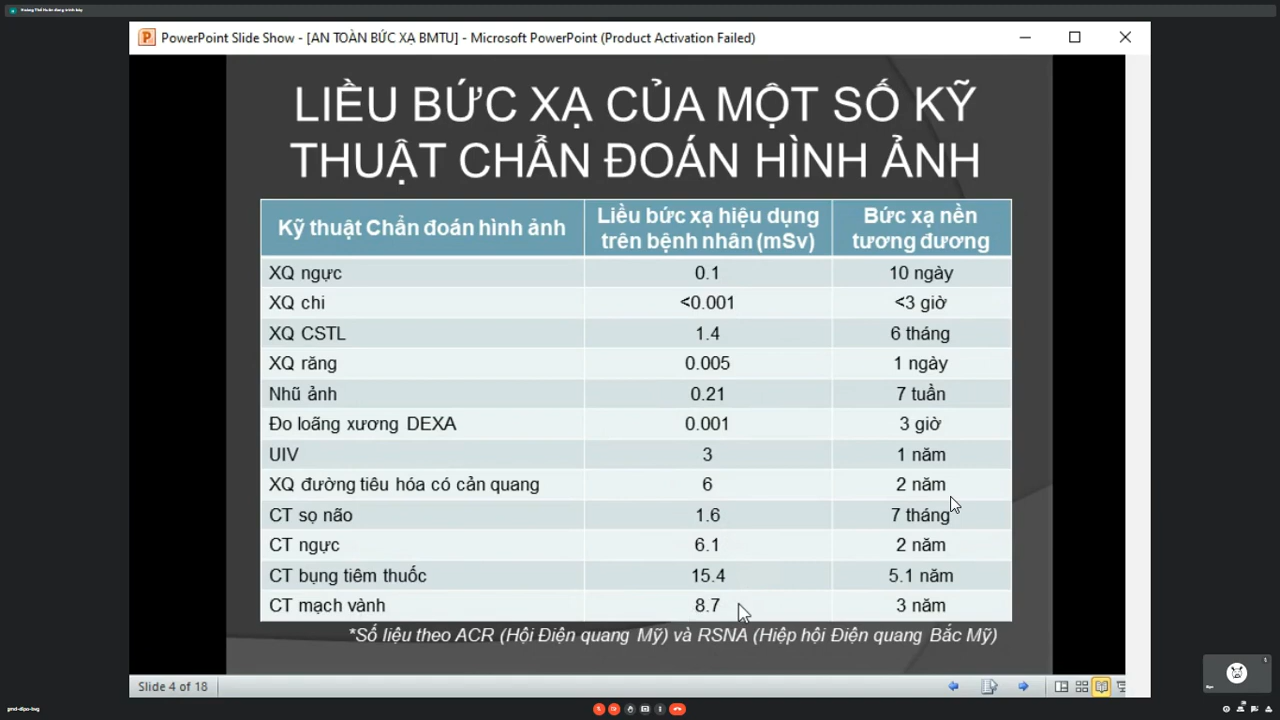 Hoàng Thế Huân đang trình bày
PowerPoint Slide Show - [AN TOÀN BỨC XẠ BMTU] - Microsoft PowerPoint (Product Activation Failed)
LIỀU BỨC XẠ CỦA MỘT SỐ KỸ
THUẬT CHẨN ĐOÁN HÌNH ẢNH
Kỹ thuật Chẩn đoán hình ảnh
Liều bức xạ hiệu dụng
trên bệnh nhân (mSv)
Bức xạ nền
tương đương
XQ ngực 0.1 10 ngày
XQ chi <0.001 <3 giờ
XQ CSTL 1.4 6 tháng
XQ răng 0.005 1 ngày
Nhũ ảnh 0.21 7 tuần
Đo loãng xương DEXA 0.001 3 giờ
UIV 3 1 năm
XQ đường tiêu hóa có cản quang 6 2 năm
CT sọ não 1.6 7 tháng
CT ngực 6.1 2 năm
CT bụng tiêm thuốc 15.4 5.1 năm
CT mạch vành 8.7 3 năm
*Số liệu theo ACR (Hội Điện quang Mỹ) và RSNA (Hiệp hội Điện quang Bắc Mỹ)
Slide 4 of 18